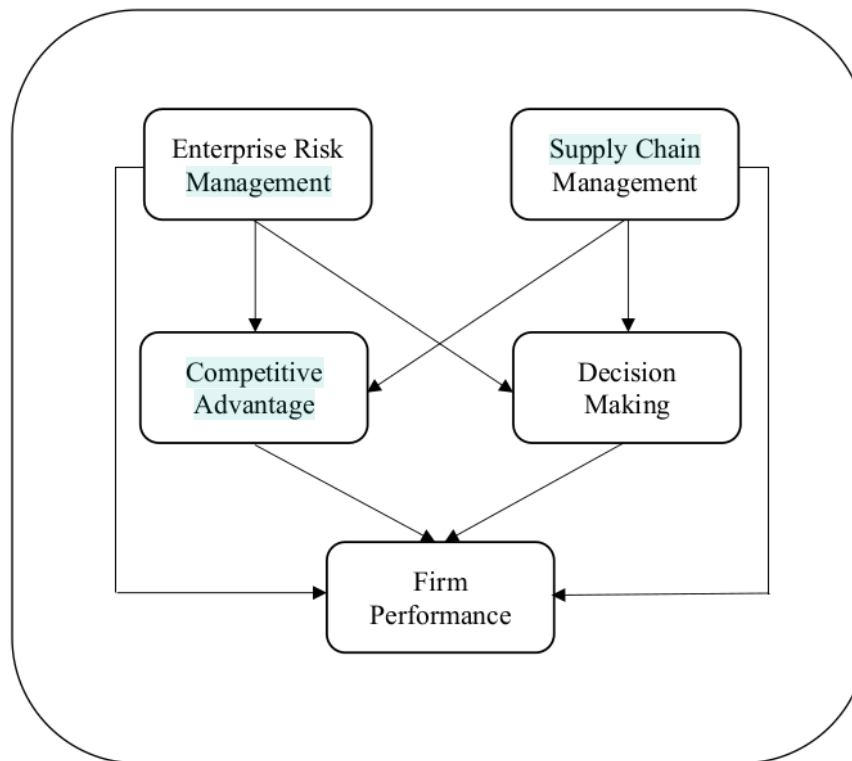 Enterprise Risk
Management
Supply Chain
Management
Competitive
Advantage
Decision
Making
Firm
Performance